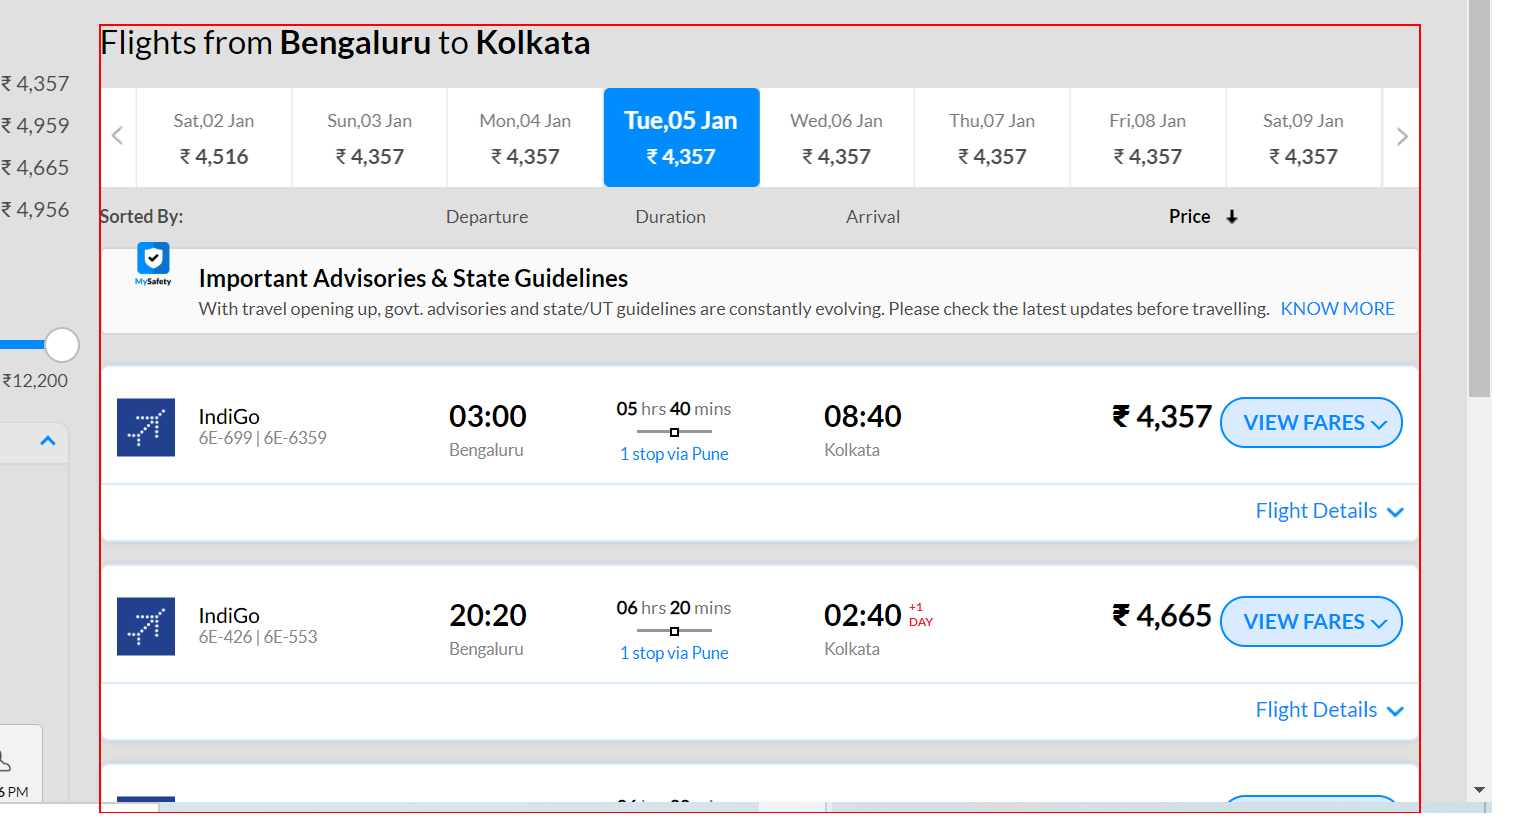 Flights from Bengaluru to Kolkata
₹ 4,357
₹ 4,959
₹ 4,665
₹ 4,956
₹12,200
Sat,02 Jan Sun,03 Jan Mon,04 Jan Tue,05 Jan Wed,06 Jan Thu,07 Jan Fri,08 Jan Sat,09 Jan
₹ 4,516 ₹ 4,357 ₹ 4,357 ₹ 4,357 ₹ 4,357 ₹ 4,357 ₹ 4,357 ₹ 4,357
Sorted By: Departure Duration Arrival Price
MySafety
Important Advisories & State Guidelines
With travel opening up, govt. advisories and state/UT guidelines are constantly evolving. Please check the latest updates before travelling. KNOW MORE
IndiGo 03:00 05 hrs 40 mins 08:40 ₹ 4,357 VIEW FARES
6E-699 | 6E-6359 Bengaluru 1 stop via Pune Kolkata
Flight Details
IndiGo 20:20 06 hrs 20 mins 02:40 +1 DAY ₹ 4,665 VIEW FARES
6E-426 | 6E-553 Bengaluru 1 stop via Pune Kolkata
Flight Details
PM